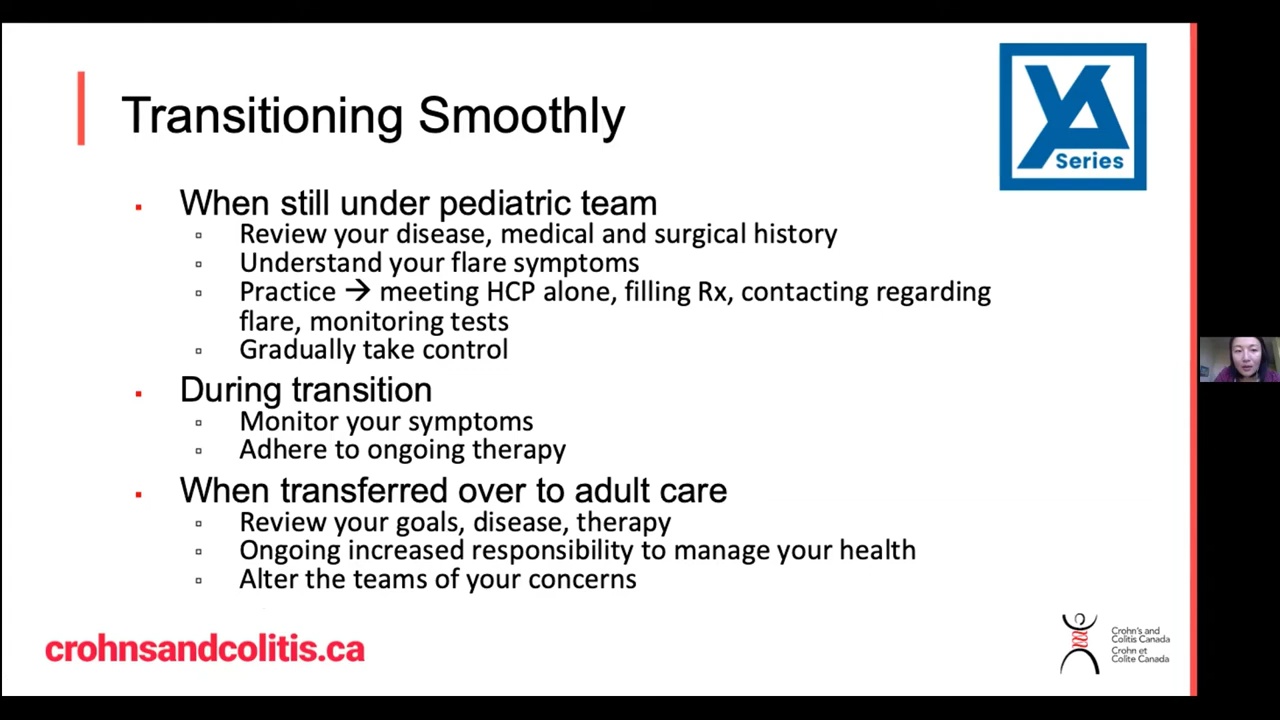 Transitioning Smoothly
YA
Series
▪ When still under pediatric team
▫ Review your disease, medical and surgical history
▫ Understand your flare symptoms
▫ Practice → meeting HCP alone, filling Rx, contacting regarding
flare, monitoring tests
▫ Gradually take control
▪ During transition
▫ Monitor your symptoms
▫ Adhere to ongoing therapy
▪ When transferred over to adult care
▫ Review your goals, disease, therapy
▫ Ongoing increased responsibility to manage your health
▫ Alter the teams of your concerns
crohnsandcolitis.ca
Crohn's and
Colitis Canada
Crohn et
Colite Canada